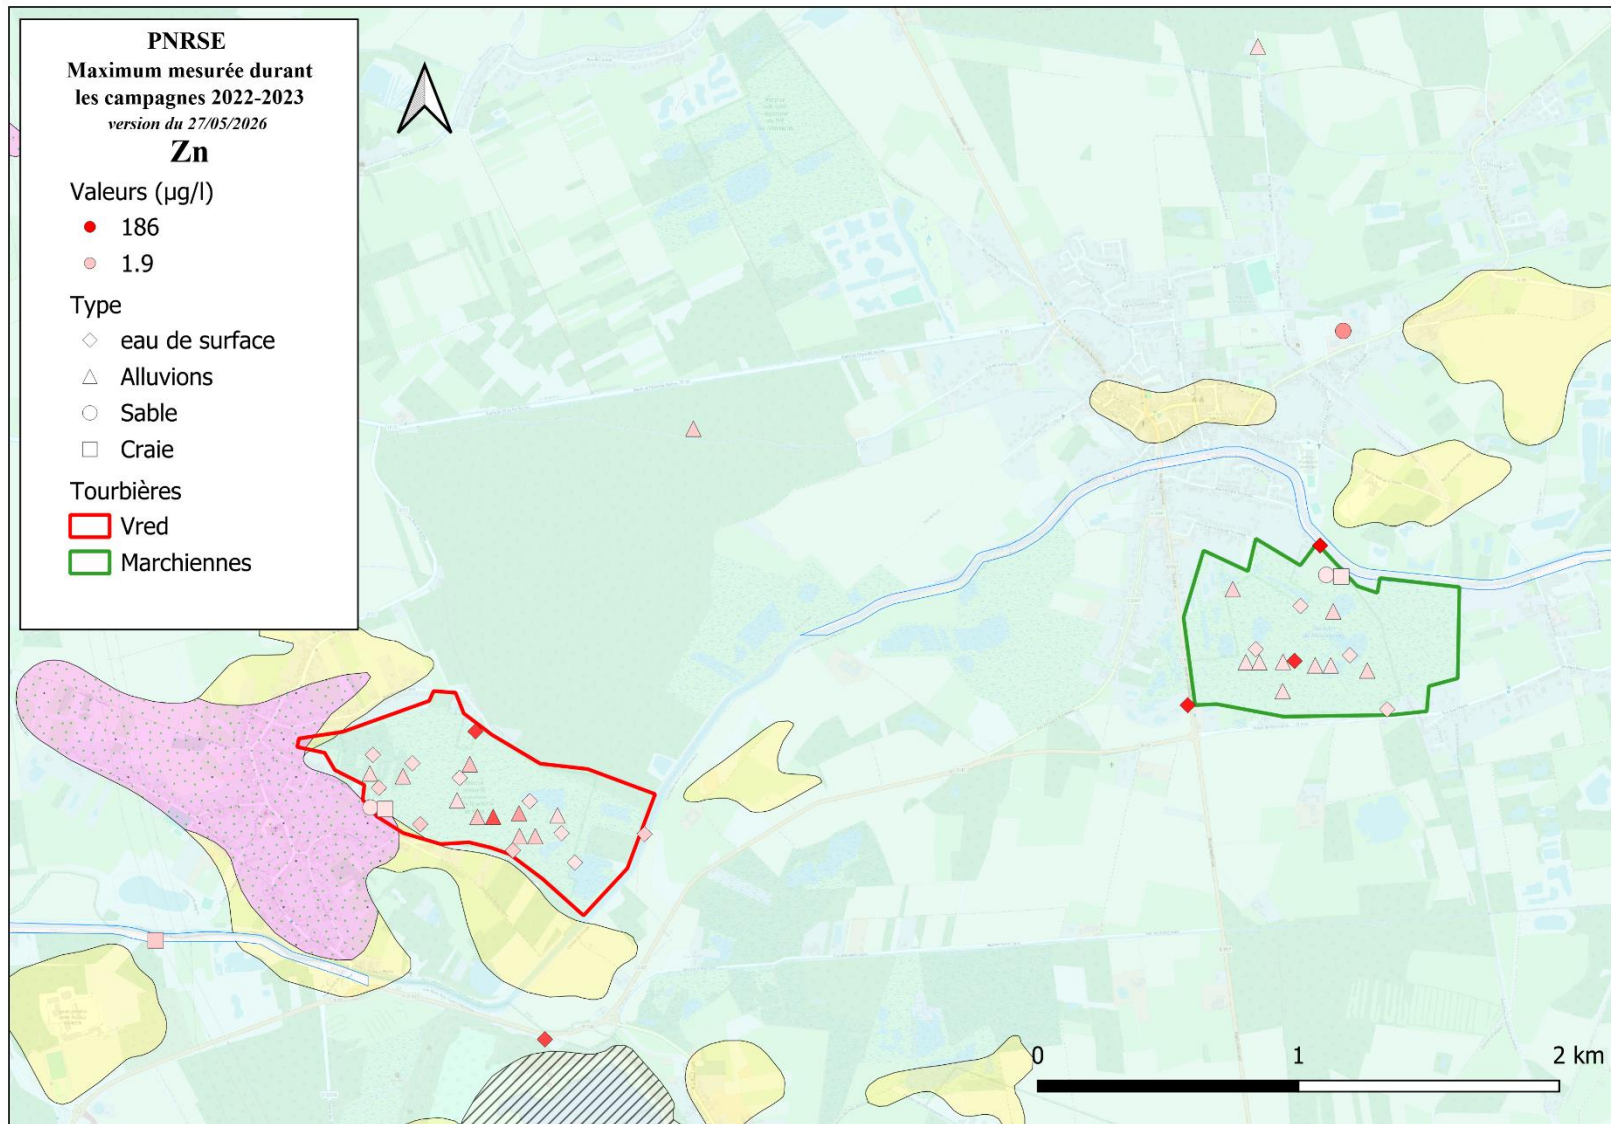 PNRSE
Maximum mesurée durant
les campagnes 2022-2023
version du 27/05/2026
Zn
Valeurs (µg/l)
186
1.9
Type
eau de surface
Alluvions
Sable
Craie
Tourbières
Vred
Marchiennes
0 1 2 km